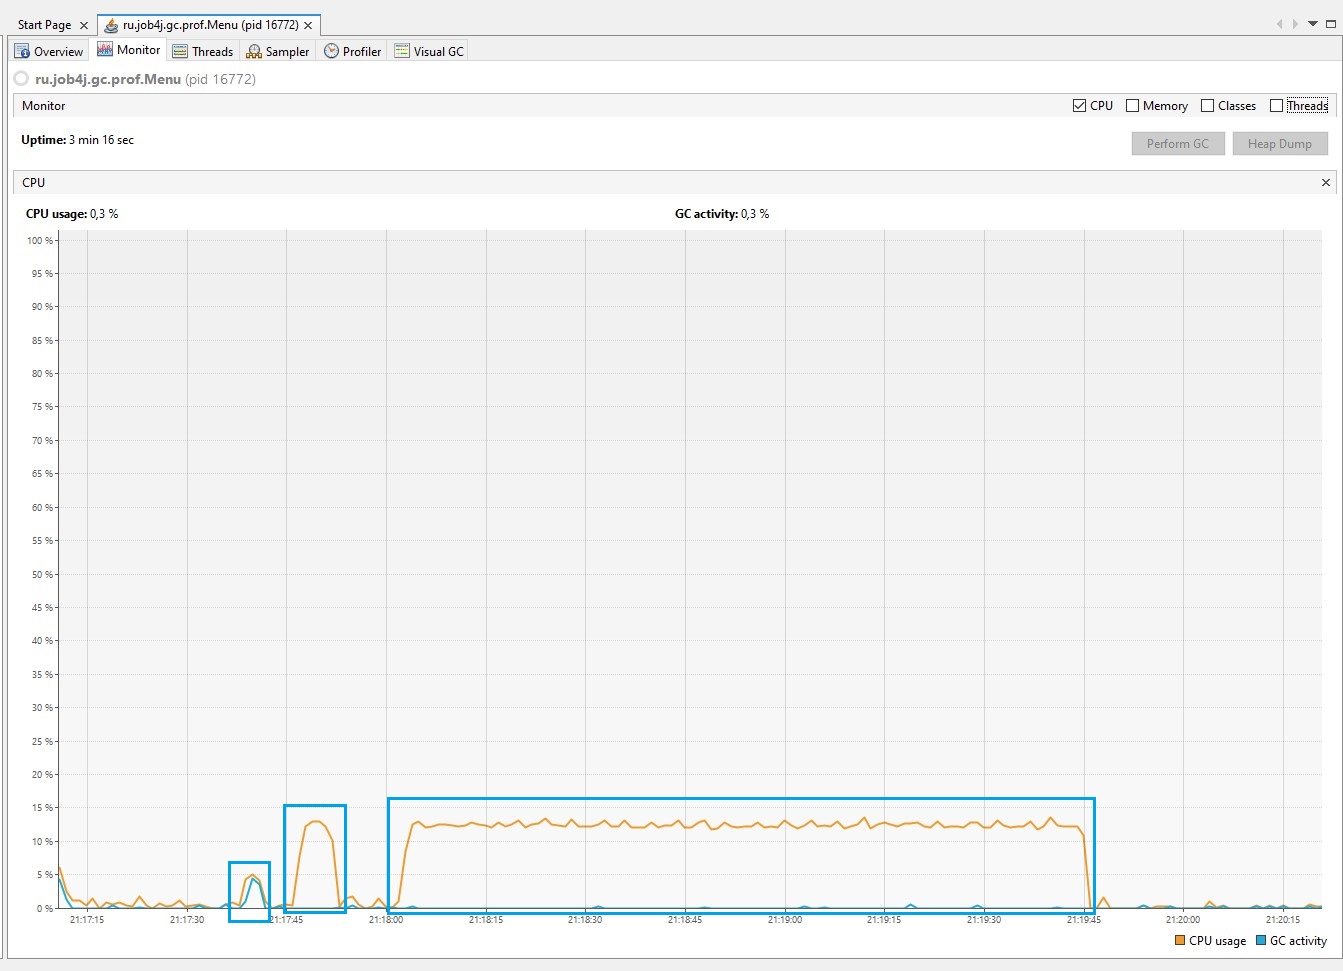 Start Page
ru.job4j.gc.prof.Menu (pid 16772)
Overview Monitor Threads Sampler Profiler Visual GC
ru.job4j.gc.prof.Menu (pid 16772)
Monitor CPU Memory Classes Threads
Uptime: 3 min 16 sec
Perform GC Heap Dump
CPU
CPU usage: 0,3 % GC activity: 0,3 %
100 %
95 %
90 %
85 %
80 %
75 %
70 %
65 %
60 %
55 %
50 %
45 %
40 %
35 %
30 %
25 %
20 %
15 %
10 %
5 %
0 %
21:17:15 21:17:30 21:17:45 21:18:00 21:18:15 21:18:30 21:18:45 21:19:00 21:19:15 21:19:30 21:19:45 21:20:00 21:20:15
CPU usage GC activity